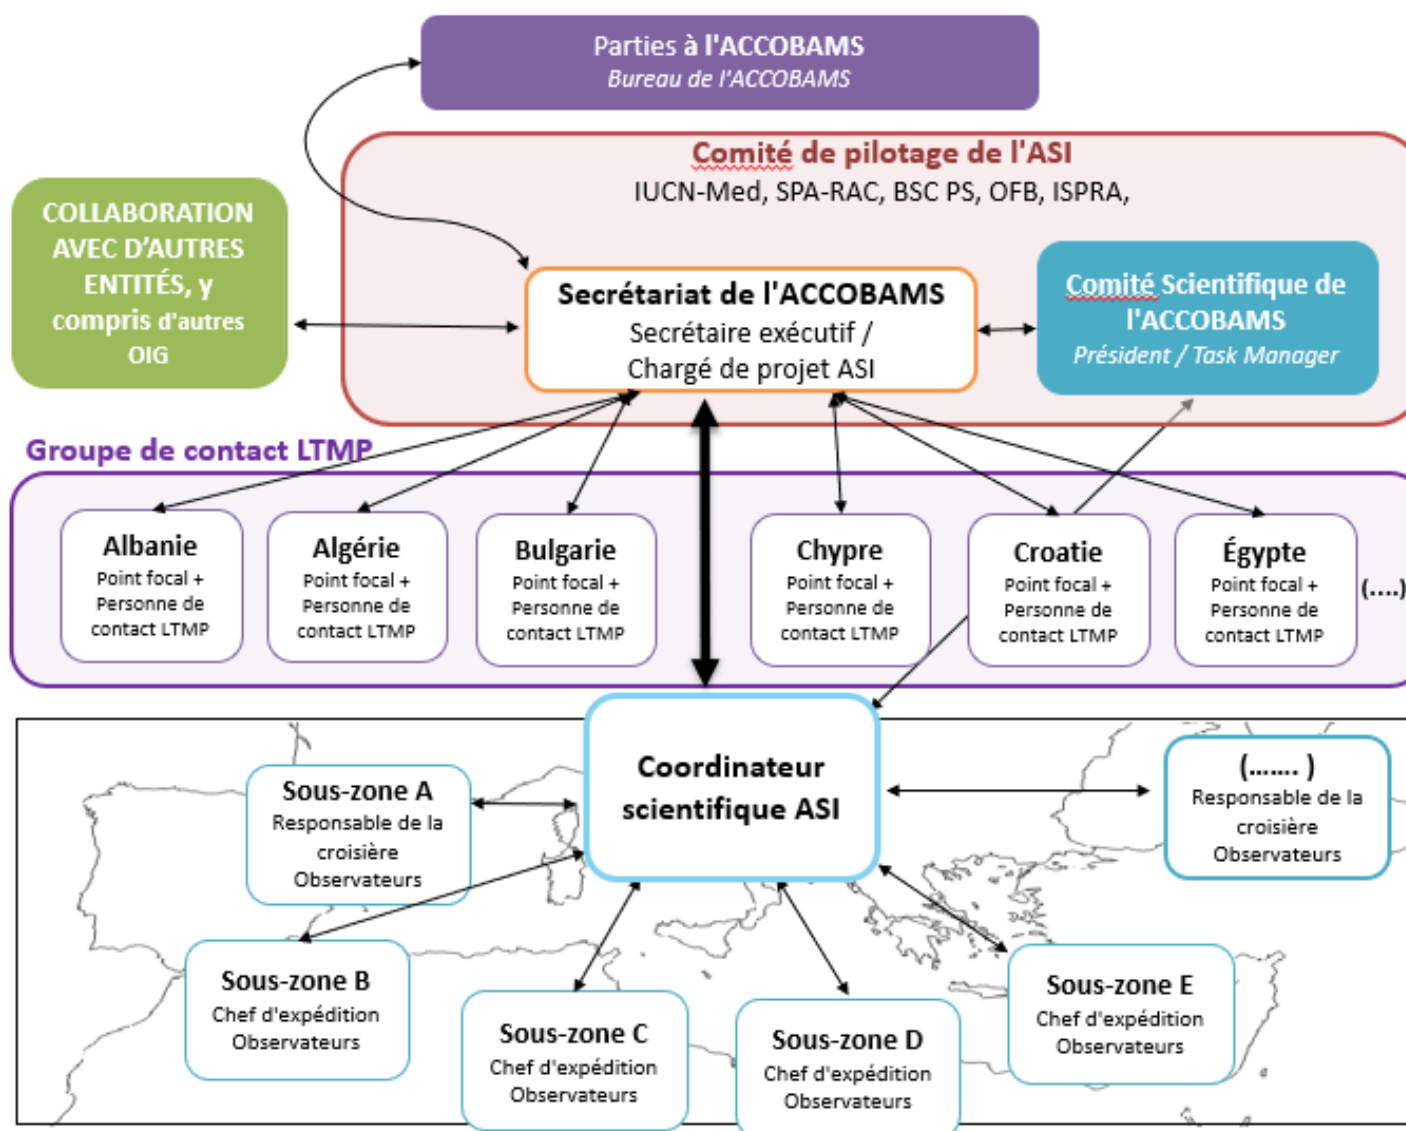 Parties à l'ACCOBAMS
Bureau de l'ACCOBAMS
Comité de pilotage de l'ASI
IUCN-Med, SPA-RAC, BSC PS, OFB, ISPRA,
COLLABORATION
AVEC D’AUTRES
ENTITÉS, y
compris d'autres
OIG
Secrétariat de l'ACCOBAMS
Secrétaire exécutif /
Chargé de projet ASI
Comité Scientifique de
l'ACCOBAMS
Président / Task Manager
Groupe de contact LTMP
Albanie
Point focal +
Personne de
contact LTMP
Algérie
Point focal +
Personne de
contact LTMP
Bulgarie
Point focal +
Personne de
contact LTMP
Chypre
Point focal +
Personne de
contact LTMP
Croatie
Point focal +
Personne de
contact LTMP
Égypte
Point focal +
Personne de
contact LTMP
(....)
Coordinateur
scientifique ASI
Sous-zone A
Responsable de la
croisière
Observateurs
(....... )
Responsable de la
croisière
Observateurs
Sous-zone B
Chef d'expédition
Observateurs
Sous-zone C
Chef d'expédition
Observateurs
Sous-zone D
Chef d'expédition
Observateurs
Sous-zone E
Chef d'expédition
Observateurs